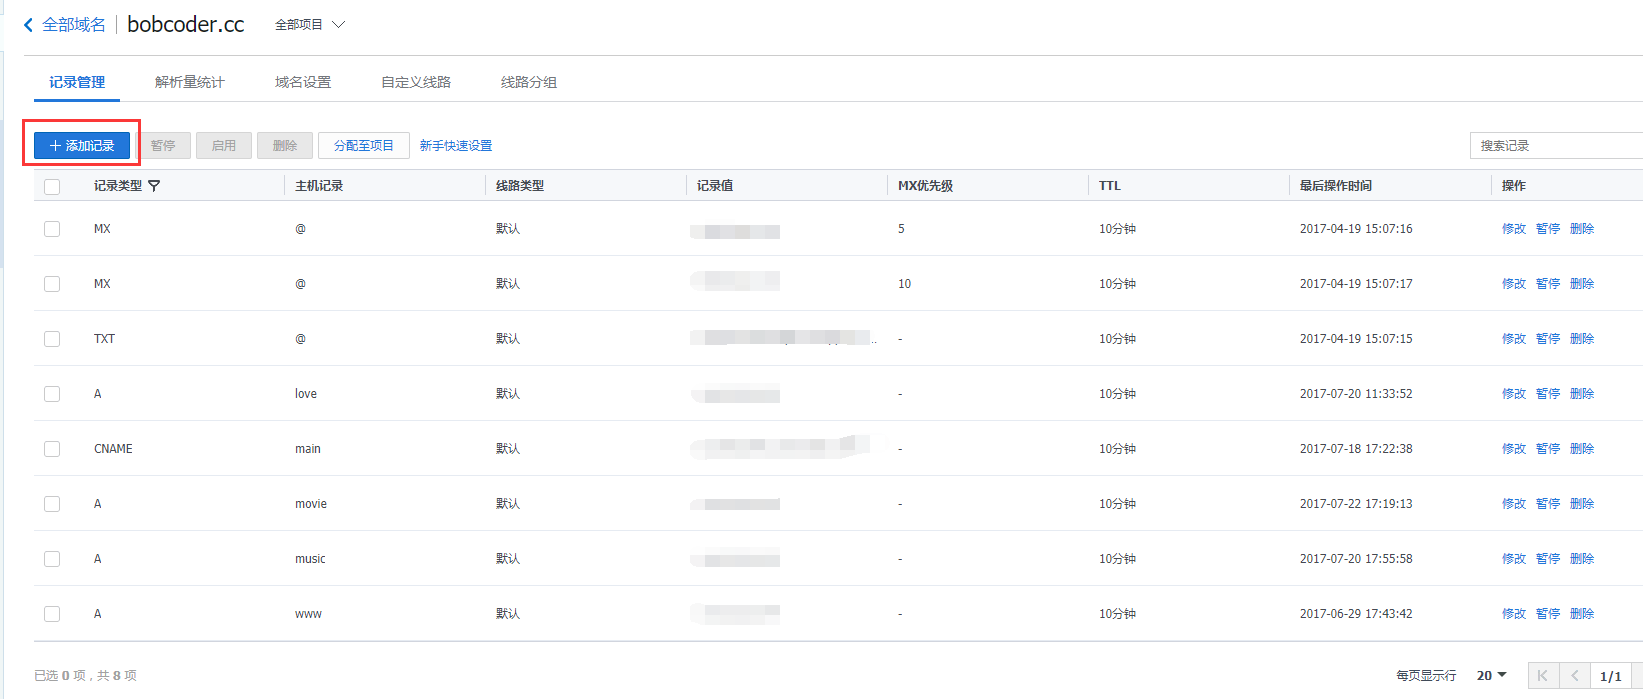 全部域名 bobcoder.cc 全部项目
记录管理 解析量统计 域名设置 自定义线路 线路分组
添加记录 暂停 启用 删除 分配至项目 新手快速设置 搜索记录
记录类型 主机记录 线路类型 记录值 MX优先级 TTL 最后操作时间 操作
MX @ 默认 5 10分钟 2017-04-19 15:07:16 修改 暂停 删除
MX @ 默认 10 10分钟 2017-04-19 15:07:17 修改 暂停 删除
TXT @ 默认 .. - 10分钟 2017-04-19 15:07:15 修改 暂停 删除
A love 默认 - 10分钟 2017-07-20 11:33:52 修改 暂停 删除
CNAME main 默认 - 10分钟 2017-07-18 17:22:38 修改 暂停 删除
A movie 默认 - 10分钟 2017-07-22 17:19:13 修改 暂停 删除
A music 默认 - 10分钟 2017-07-20 17:55:58 修改 暂停 删除
A www 默认 - 10分钟 2017-06-29 17:43:42 修改 暂停 删除
已选 0 项，共 8 项 每页显示行 20 1/1